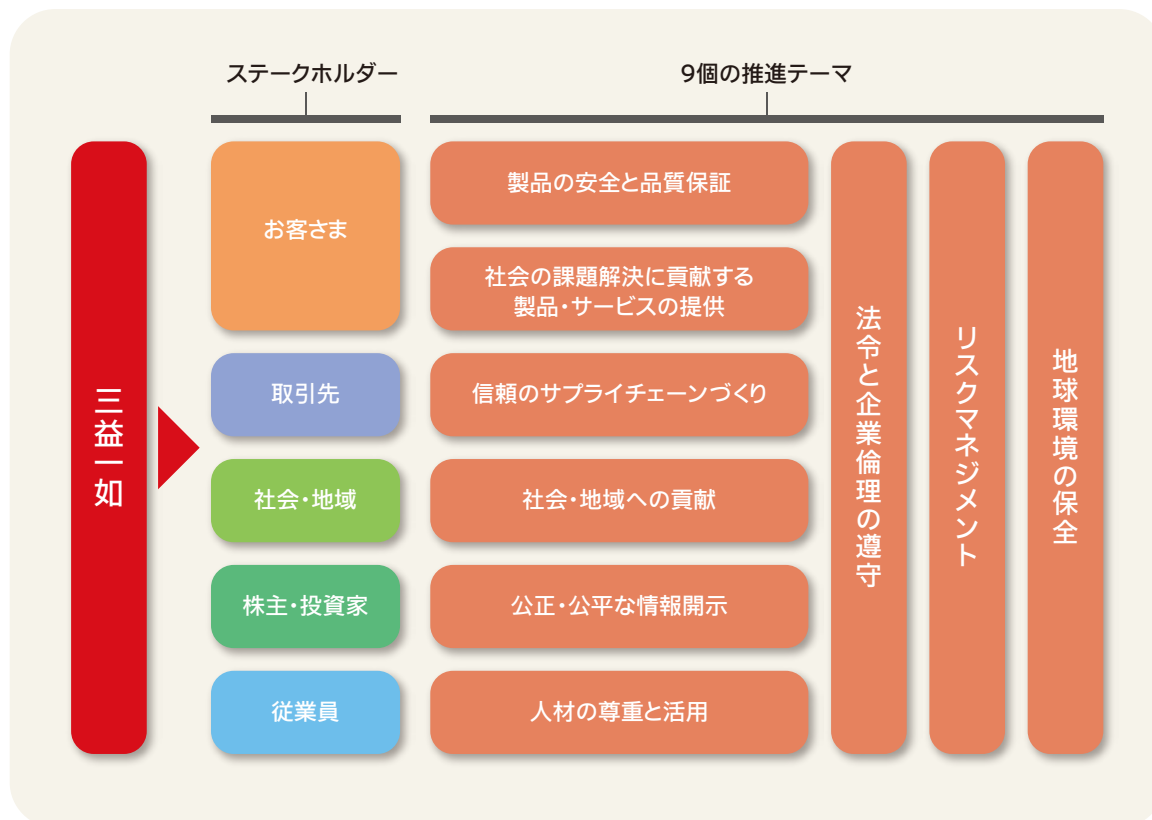 ステークホルダー
9個の推進テーマ
三益一如
お客さま
製品の安全と品質保証
社会の課題解決に貢献する
製品・サービスの提供
取引先
信頼のサプライチェーンづくり
社会・地域
社会・地域への貢献
株主・投資家
公正・公平な情報開示
従業員
人材の尊重と活用
法令と企業倫理の遵守
リスクマネジメント
地球環境の保全